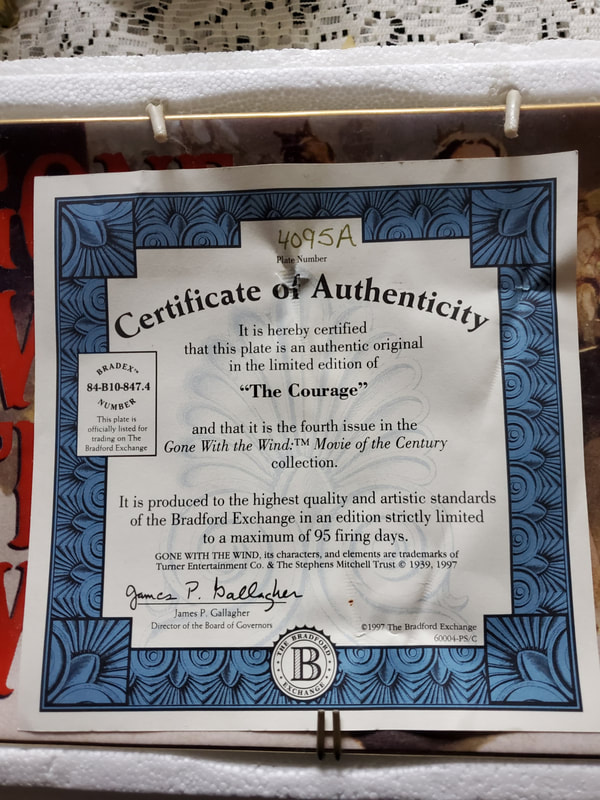 4095A
Plate Number
Certificate of Authenticity
It is hereby certified
that this plate is an authentic original
in the limited edition of
“The Courage”
and that it is the fourth issue in the
Gone With the Wind:™ Movie of the Century
collection.
BRADEX™
84-B10-847.4
NUMBER
This plate is
officially listed for
trading on The
Bradford Exchange
It is produced to the highest quality and artistic standards
of the Bradford Exchange in an edition strictly limited
to a maximum of 95 firing days.
GONE WITH THE WIND, its characters, and elements are trademarks of
Turner Entertainment Co. & The Stephens Mitchell Trust © 1939, 1997
James P. Gallagher
James P. Gallagher
Director of the Board of Governors
©1997 The Bradford Exchange
60004-PS/C
THE BRADFORD
B
EXCHANGE